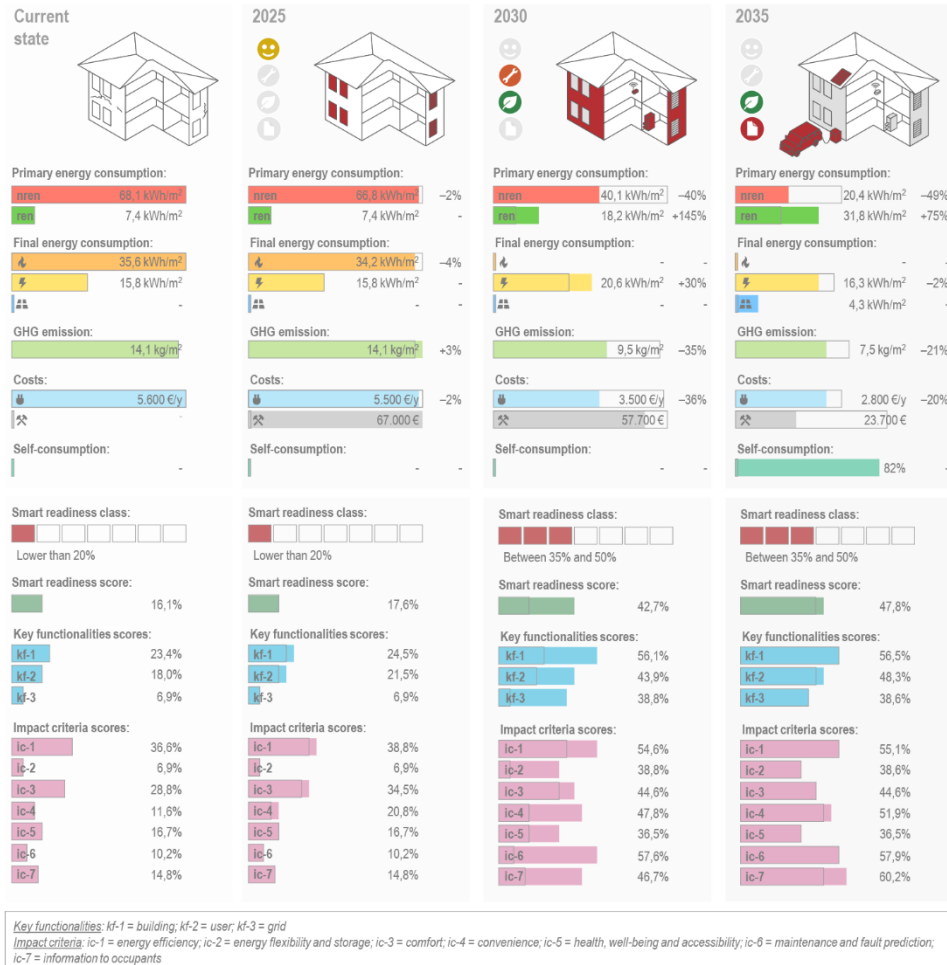 Current
state
Primary energy consumption:
nren 68,1 kWh/m²
ren 7,4 kWh/m²
Final energy consumption:
35,6 kWh/m²
15,8 kWh/m²
-
GHG emission:
14,1 kg/m²
Costs:
5.600 €/y
-
Self-consumption:
-
Smart readiness class:
Lower than 20%
Smart readiness score:
16,1%
Key functionalities scores:
kf-1 23,4%
kf-2 18,0%
kf-3 6,9%
Impact criteria scores:
ic-1 36,6%
ic-2 6,9%
ic-3 28,8%
ic-4 11,6%
ic-5 16,7%
ic-6 10,2%
ic-7 14,8%
2025
Primary energy consumption:
nren 66,8 kWh/m² –2%
ren 7,4 kWh/m² -
Final energy consumption:
34,2 kWh/m² –4%
15,8 kWh/m² -
- -
GHG emission:
14,1 kg/m² +3%
Costs:
5.500 €/y –2%
67.000 €
Self-consumption:
- -
Smart readiness class:
Lower than 20%
Smart readiness score:
17,6%
Key functionalities scores:
kf-1 24,5%
kf-2 21,5%
kf-3 6,9%
Impact criteria scores:
ic-1 38,8%
ic-2 6,9%
ic-3 34,5%
ic-4 20,8%
ic-5 16,7%
ic-6 10,2%
ic-7 14,8%
2030
Primary energy consumption:
nren 40,1 kWh/m² –40%
ren 18,2 kWh/m² +145%
Final energy consumption:
- -
20,6 kWh/m² +30%
- -
GHG emission:
9,5 kg/m² –35%
Costs:
3.500 €/y –36%
57.700 €
Self-consumption:
- -
Smart readiness class:
Between 35% and 50%
Smart readiness score:
42,7%
Key functionalities scores:
kf-1 56,1%
kf-2 43,9%
kf-3 38,8%
Impact criteria scores:
ic-1 54,6%
ic-2 38,8%
ic-3 44,6%
ic-4 47,8%
ic-5 36,5%
ic-6 57,6%
ic-7 46,7%
2035
Primary energy consumption:
nren 20,4 kWh/m² –49%
ren 31,8 kWh/m² +75%
Final energy consumption:
- -
16,3 kWh/m² –2%
4,3 kWh/m² -
GHG emission:
7,5 kg/m² –21%
Costs:
2.800 €/y –20%
23.700 €
Self-consumption:
82% -
Smart readiness class:
Between 35% and 50%
Smart readiness score:
47,8%
Key functionalities scores:
kf-1 56,5%
kf-2 48,3%
kf-3 38,6%
Impact criteria scores:
ic-1 55,1%
ic-2 38,6%
ic-3 44,6%
ic-4 51,9%
ic-5 36,5%
ic-6 57,9%
ic-7 60,2%
Key functionalities: kf-1 = building; kf-2 = user; kf-3 = grid
Impact criteria: ic-1 = energy efficiency; ic-2 = energy flexibility and storage; ic-3 = comfort; ic-4 = convenience; ic-5 = health, well-being and accessibility; ic-6 = maintenance and fault prediction;
ic-7 = information to occupants